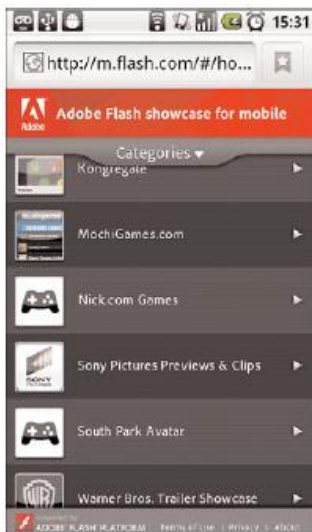 15:31
http://m.flash.com/#/ho...
Adobe
Adobe Flash showcase for mobile
Categories ▾
Kongregate
MochiGames.com
Nick.com Games
SONY
Sony Pictures Previews & Clips
South Park Avatar
Warner Bros. Trailer Showcase
ADOBE FLASH PLATFORM Terms of Use | Privacy | About